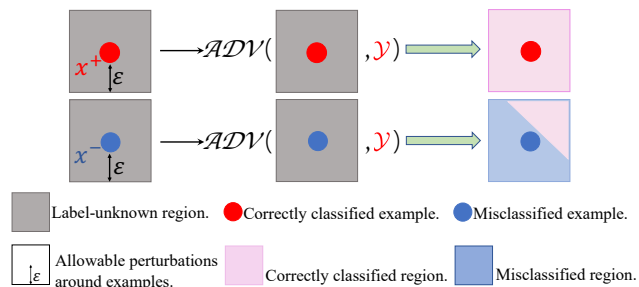 x⁺ ε → 𝒜𝒟𝒱( , 𝒴)
x⁻ ε → 𝒜𝒟𝒱( , 𝒴)
Label-unknown region. Correctly classified example. Misclassified example.
ε Allowable perturbations
around examples. Correctly classified region. Misclassified region.